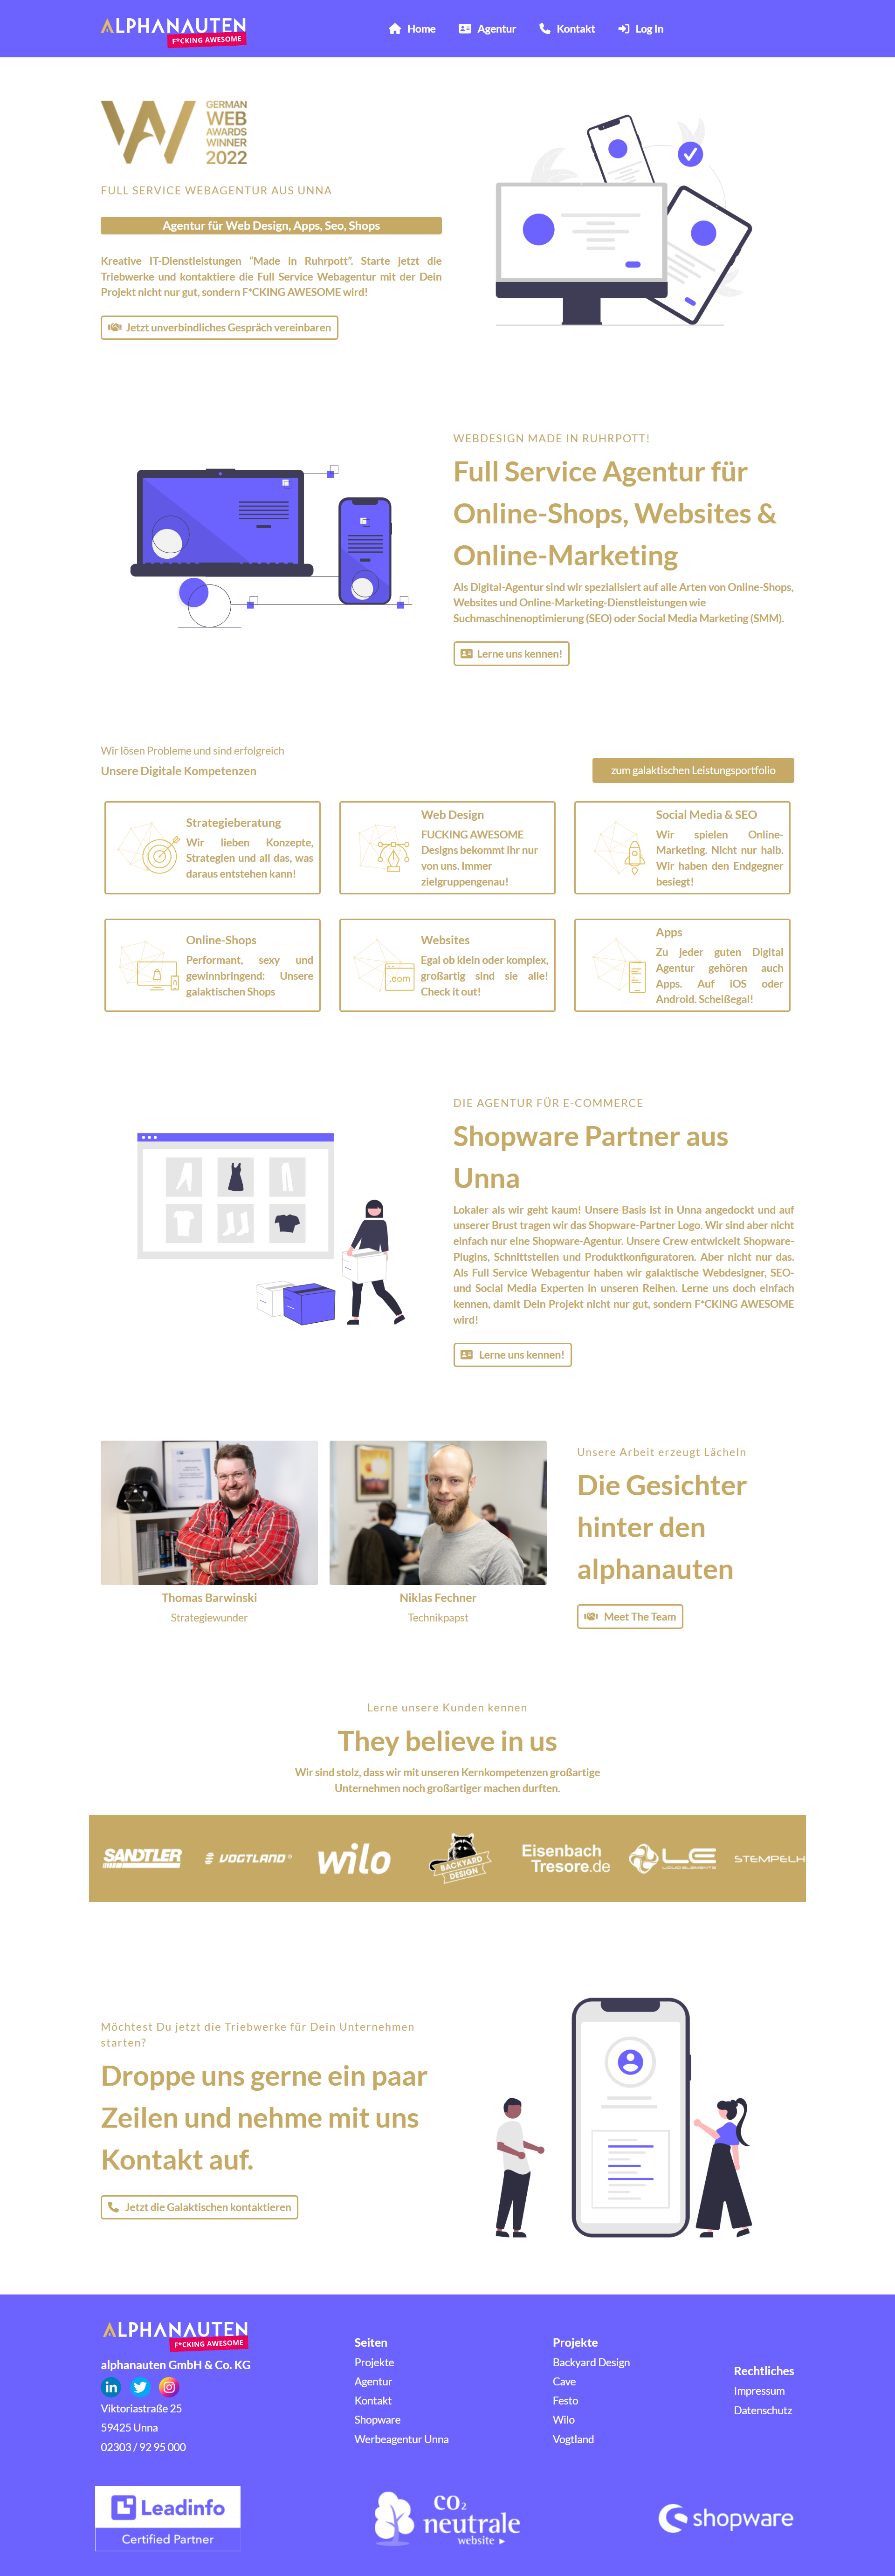 ALPHANAUTEN
F*CKING AWESOME
Home
Agentur
Kontakt
Log In
GERMAN
WEB
AWARDS
WINNER
2022
FULL SERVICE WEBAGENTUR AUS UNNA
Agentur für Web Design, Apps, Seo, Shops
Kreative IT-Dienstleistungen “Made in Ruhrpott”. Starte jetzt die
Triebwerke und kontaktiere die Full Service Webagentur mit der Dein
Projekt nicht nur gut, sondern F*CKING AWESOME wird!
Jetzt unverbindliches Gespräch vereinbaren
WEBDESIGN MADE IN RUHRPOTT!
Full Service Agentur für
Online-Shops, Websites &
Online-Marketing
Als Digital-Agentur sind wir spezialisiert auf alle Arten von Online-Shops,
Websites und Online-Marketing-Dienstleistungen wie
Suchmaschinenoptimierung (SEO) oder Social Media Marketing (SMM).
Lerne uns kennen!
Wir lösen Probleme und sind erfolgreich
Unsere Digitale Kompetenzen
zum galaktischen Leistungsportfolio
Strategieberatung
Wir lieben Konzepte,
Strategien und all das, was
daraus entstehen kann!
Web Design
FUCKING AWESOME
Designs bekommt ihr nur
von uns. Immer
zielgruppengenau!
Social Media & SEO
Wir spielen Online-
Marketing. Nicht nur halb.
Wir haben den Endgegner
besiegt!
Online-Shops
Performant, sexy und
gewinnbringend: Unsere
galaktischen Shops
.com
Websites
Egal ob klein oder komplex,
großartig sind sie alle!
Check it out!
Apps
Zu jeder guten Digital
Agentur gehören auch
Apps. Auf iOS oder
Android. Scheißegal!
DIE AGENTUR FÜR E-COMMERCE
Shopware Partner aus
Unna
Lokaler als wir geht kaum! Unsere Basis ist in Unna angedockt und auf
unserer Brust tragen wir das Shopware-Partner Logo. Wir sind aber nicht
einfach nur eine Shopware-Agentur. Unsere Crew entwickelt Shopware-
Plugins, Schnittstellen und Produktkonfiguratoren. Aber nicht nur das.
Als Full Service Webagentur haben wir galaktische Webdesigner, SEO-
und Social Media Experten in unseren Reihen. Lerne uns doch einfach
kennen, damit Dein Projekt nicht nur gut, sondern F*CKING AWESOME
wird!
Lerne uns kennen!
Thomas Barwinski
Strategiewunder
Niklas Fechner
Technikpapst
Unsere Arbeit erzeugt Lächeln
Die Gesichter
hinter den
alphanauten
Meet The Team
Lerne unsere Kunden kennen
They believe in us
Wir sind stolz, dass wir mit unseren Kernkompetenzen großartige
Unternehmen noch großartiger machen durften.
SANDTLER
VOGTLAND
wilo
BACKYARD
DESIGN
Eisenbach
Tresore.de
LE
LOUD ELEMENTS
STEMPELH
Möchtest Du jetzt die Triebwerke für Dein Unternehmen
starten?
Droppe uns gerne ein paar
Zeilen und nehme mit uns
Kontakt auf.
Jetzt die Galaktischen kontaktieren
ALPHANAUTEN
F*CKING AWESOME
alphanauten GmbH & Co. KG
Viktoriastraße 25
59425 Unna
02303 / 92 95 000
Seiten
Projekte
Agentur
Kontakt
Shopware
Werbeagentur Unna
Projekte
Backyard Design
Cave
Festo
Wilo
Vogtland
Rechtliches
Impressum
Datenschutz
Leadinfo
Certified Partner
CO2
neutrale
website
shopware